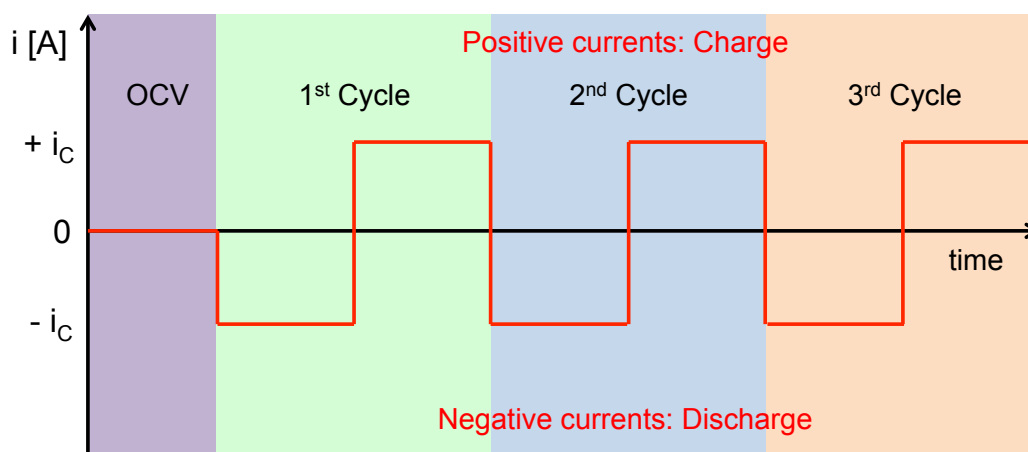 i [A]
Positive currents: Charge
OCV
1st Cycle
2nd Cycle
3rd Cycle
+ iC
0
time
- iC
Negative currents: Discharge